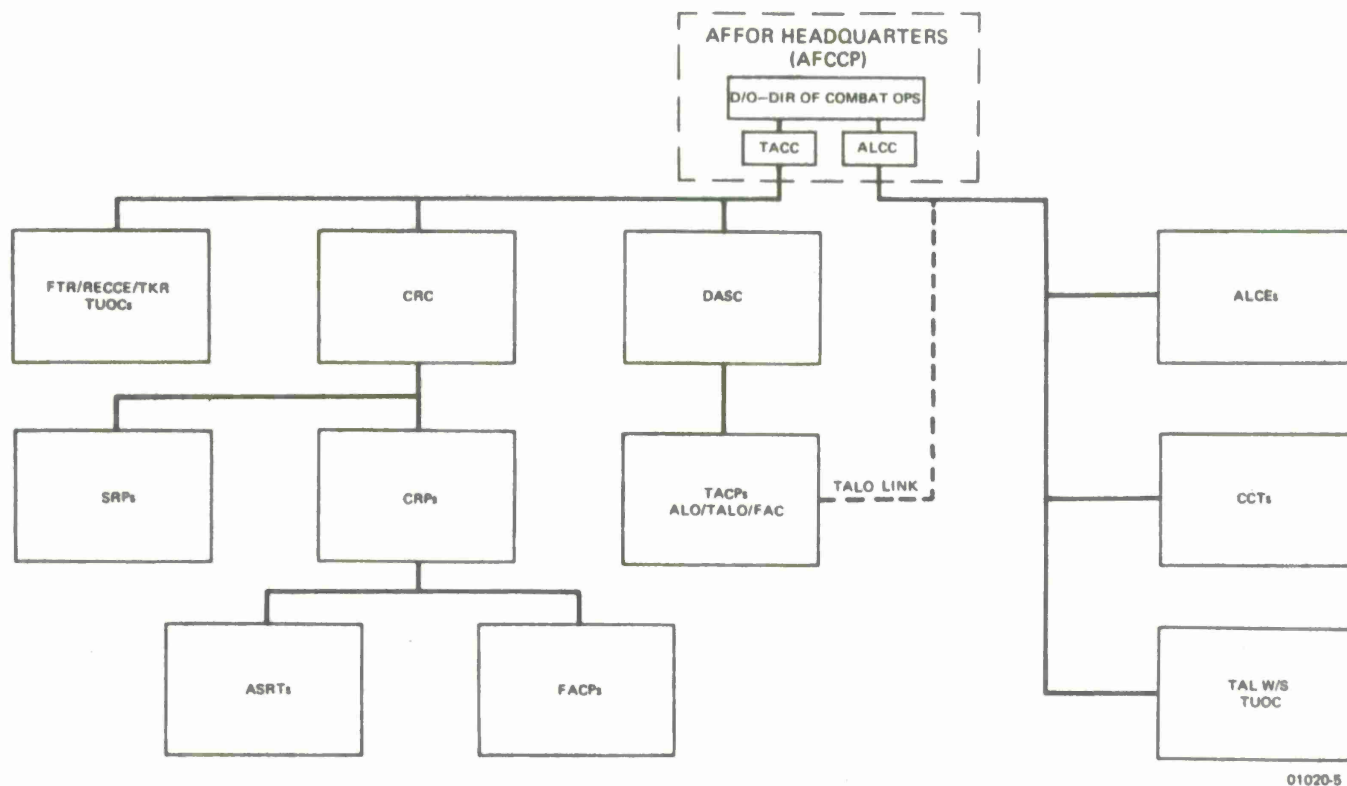 AFFOR HEADQUARTERS
(AFCCP)
D/O–DIR OF COMBAT OPS
TACC
ALCC
FTR/RECCE/TKR
TUOCs
CRC
DASC
ALCEs
SRPs
CRPs
TACPs
ALO/TALO/FAC
TALO LINK
CCTs
ASRTs
FACPs
TAL W/S
TUOC
01020-5